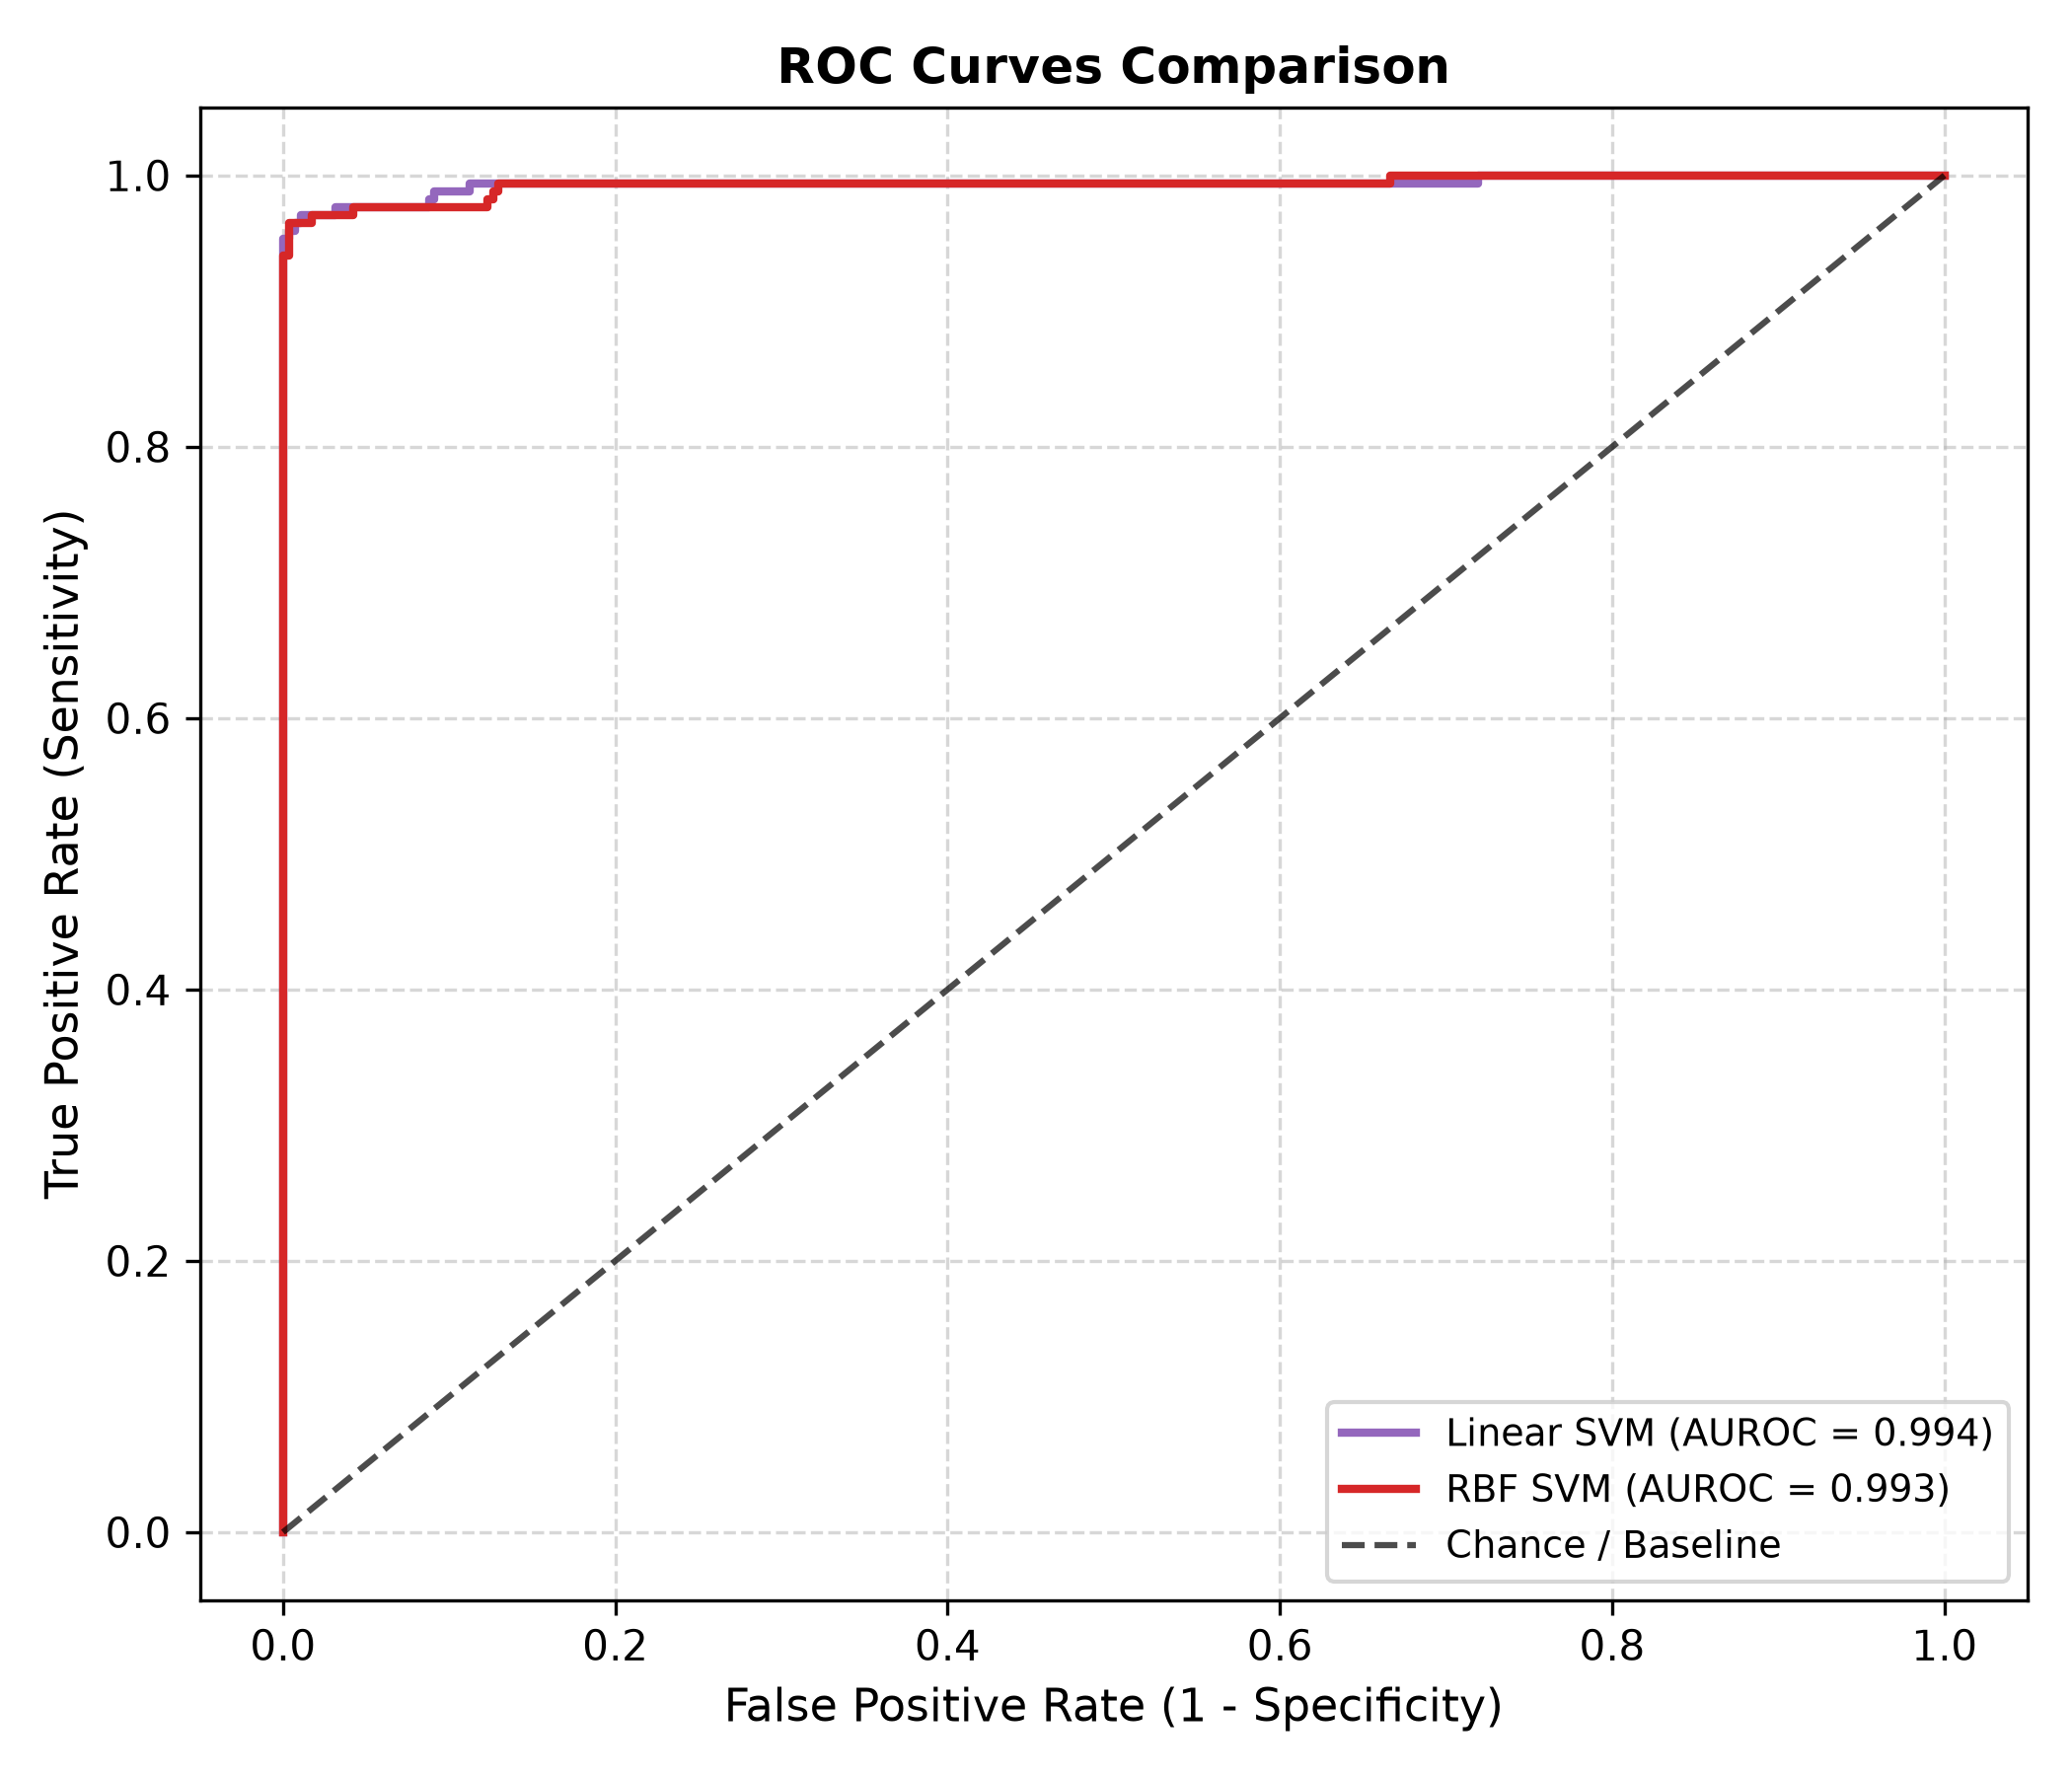 ROC Curves Comparison
True Positive Rate (Sensitivity)
1.0
0.8
0.6
0.4
0.2
0.0
0.0 0.2 0.4 0.6 0.8 1.0
False Positive Rate (1 - Specificity)
Linear SVM (AUROC = 0.994)
RBF SVM (AUROC = 0.993)
Chance / Baseline